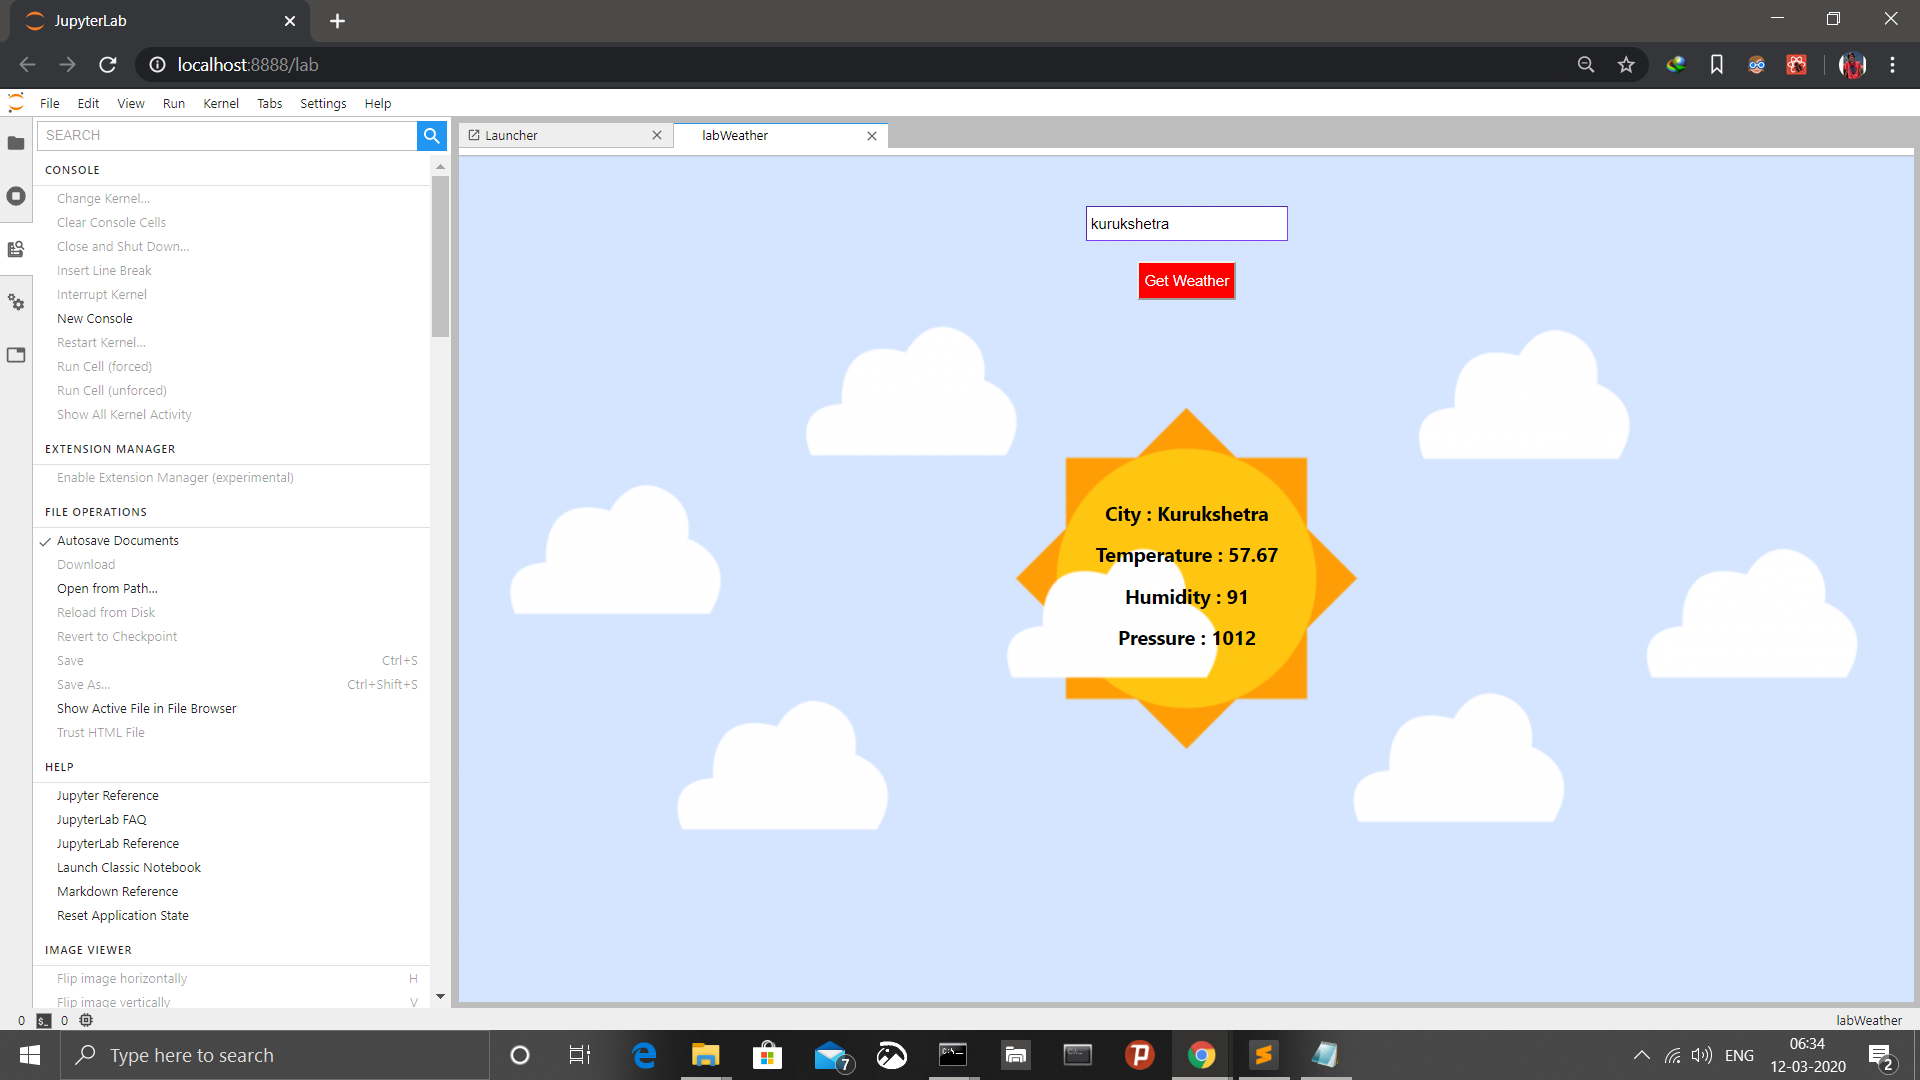 JupyterLab
localhost:8888/lab
File Edit View Run Kernel Tabs Settings Help
SEARCH
CONSOLE
Change Kernel...
Clear Console Cells
Close and Shut Down...
Insert Line Break
Interrupt Kernel
New Console
Restart Kernel...
Run Cell (forced)
Run Cell (unforced)
Show All Kernel Activity
EXTENSION MANAGER
Enable Extension Manager (experimental)
FILE OPERATIONS
Autosave Documents
Download
Open from Path...
Reload from Disk
Revert to Checkpoint
Save Ctrl+S
Save As... Ctrl+Shift+S
Show Active File in File Browser
Trust HTML File
HELP
Jupyter Reference
JupyterLab FAQ
JupyterLab Reference
Launch Classic Notebook
Markdown Reference
Reset Application State
IMAGE VIEWER
Flip image horizontally H
Flip image vertically V
Launcher
labWeather
kurukshetra
Get Weather
City : Kurukshetra
Temperature : 57.67
Humidity : 91
Pressure : 1012
0 $_ 0
labWeather
Type here to search
7
C:\_
ENG
06:34
12-03-2020
2